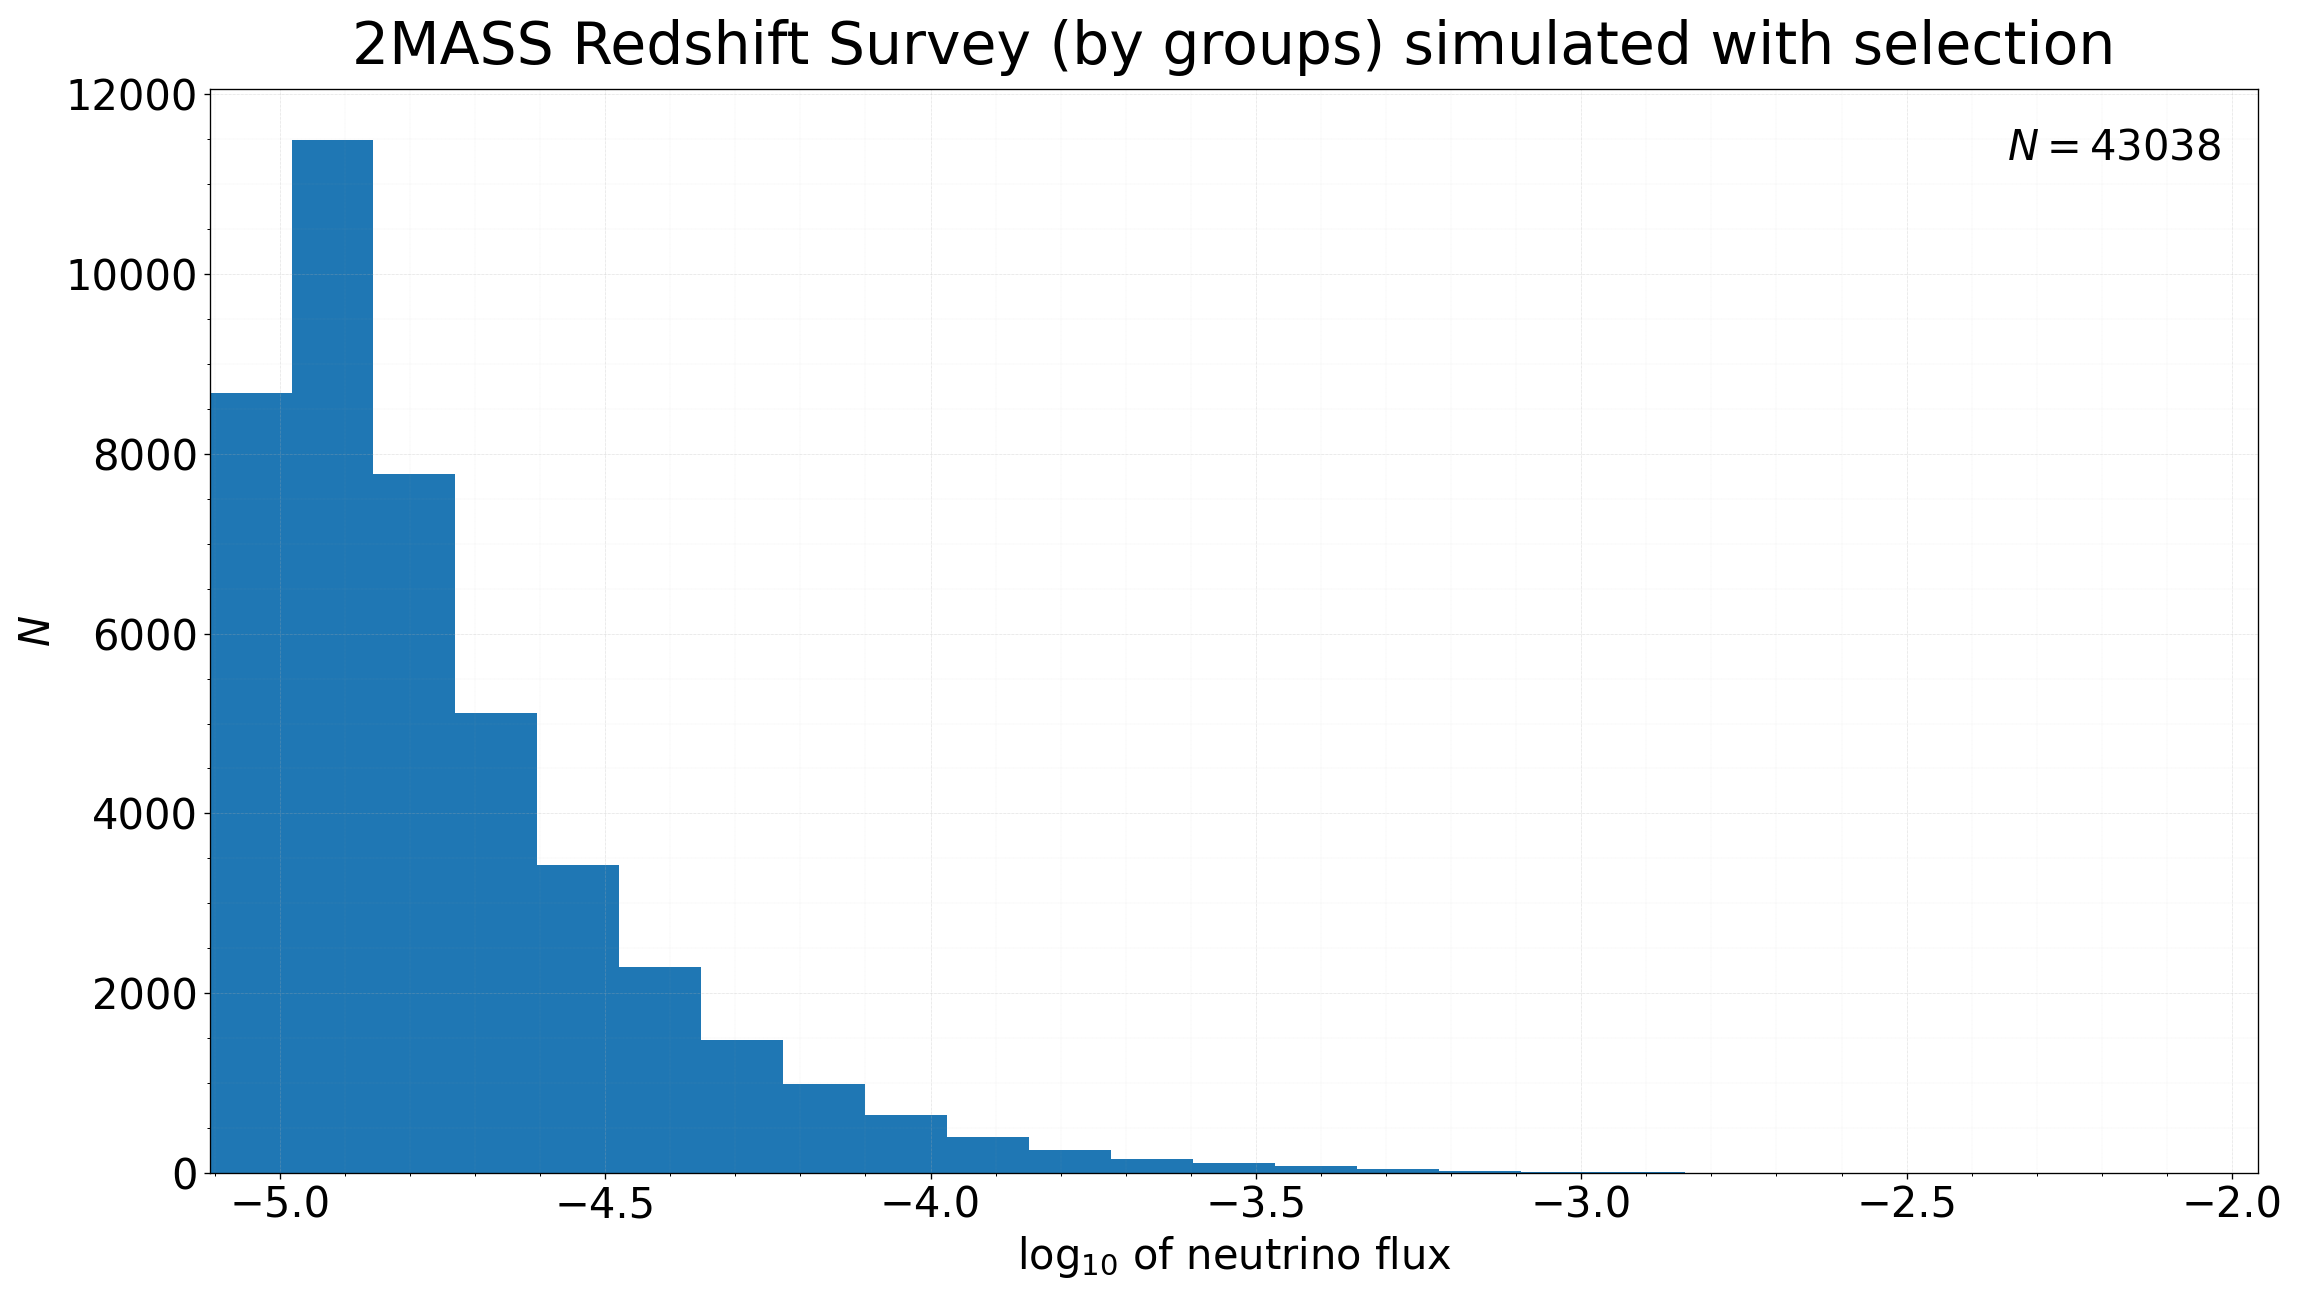 2MASS Redshift Survey (by groups) simulated with selection
N = 43038
12000
10000
8000
6000
4000
2000
0
N
−5.0 −4.5 −4.0 −3.5 −3.0 −2.5 −2.0
log₁₀ of neutrino flux